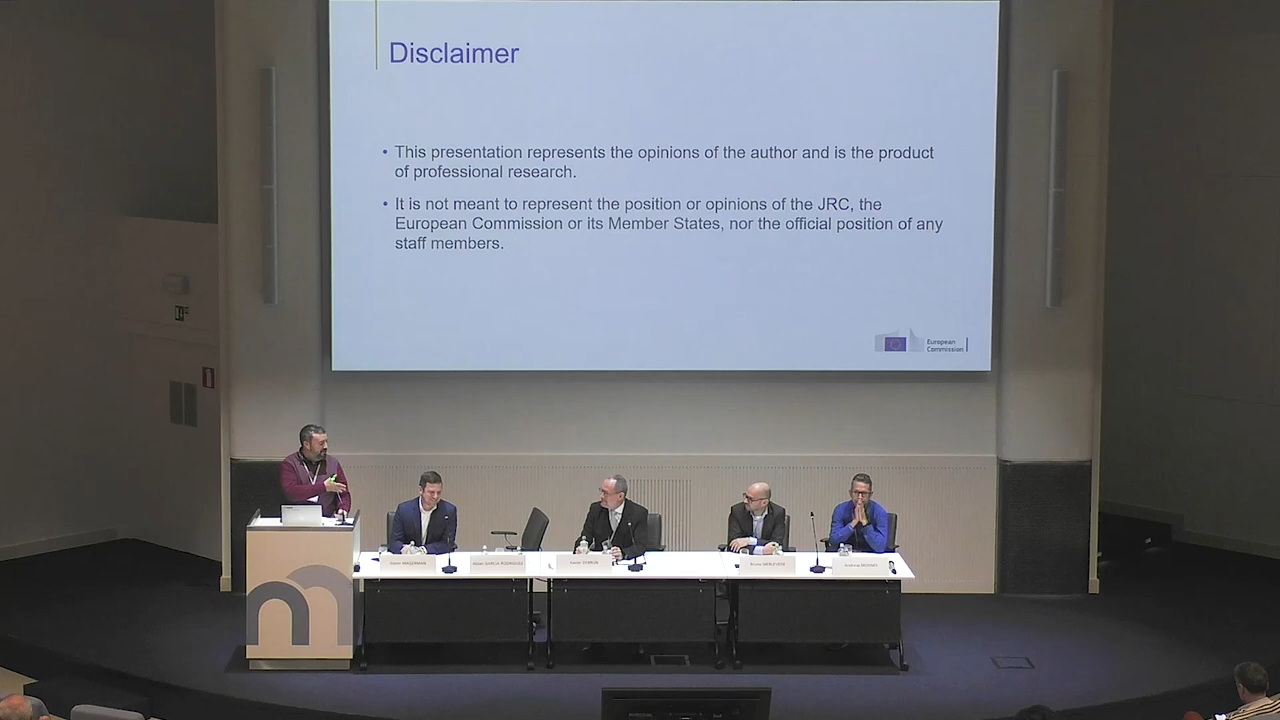 Disclaimer
• This presentation represents the opinions of the author and is the product
of professional research.
• It is not meant to represent the position or opinions of the JRC, the
European Commission or its Member States, nor the official position of any
staff members.
European
Commission